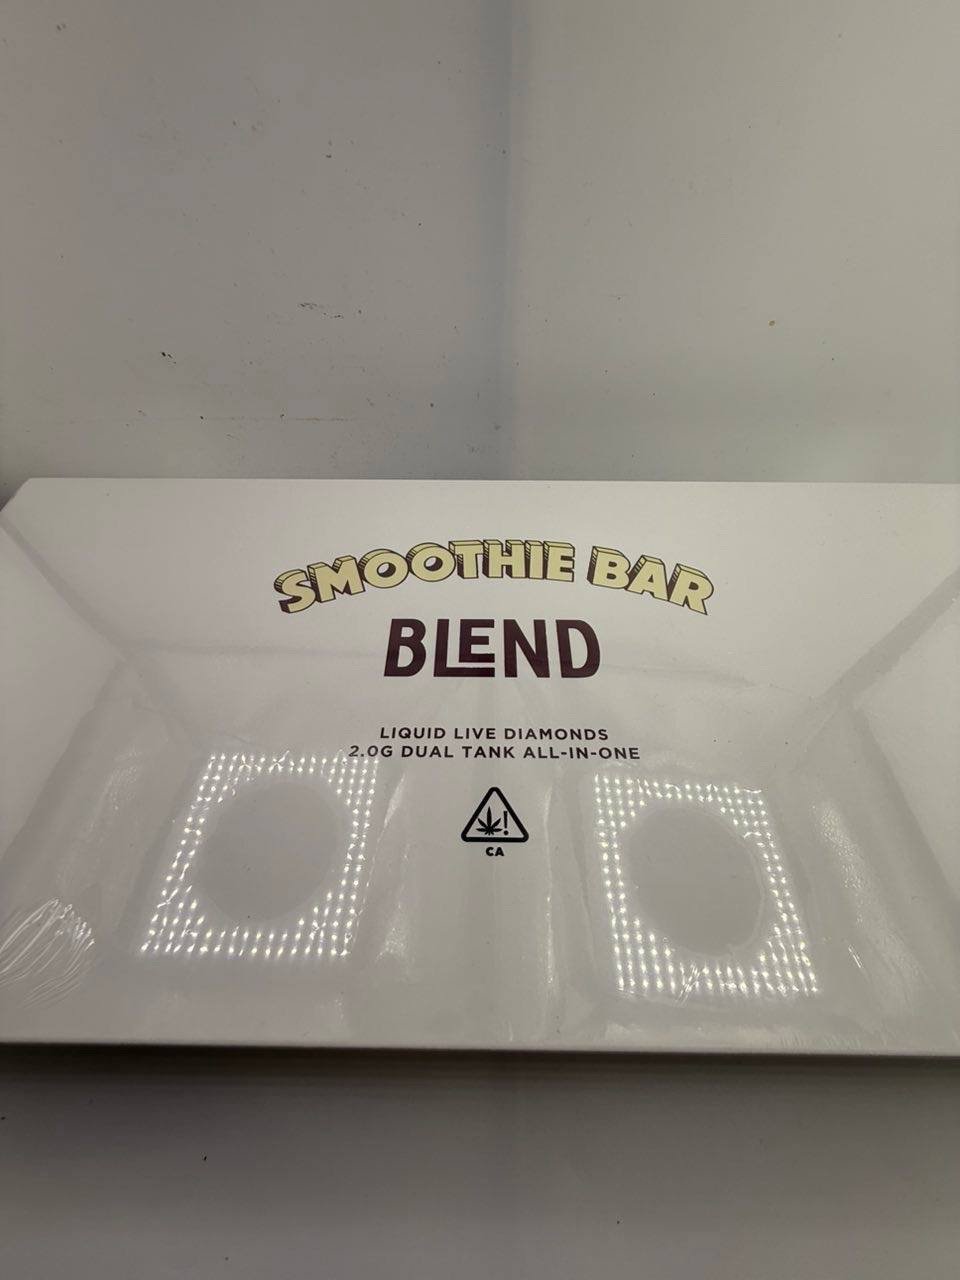 SMOOTHIE BAR
BLEND
LIQUID LIVE DIAMONDS
2.0G DUAL TANK ALL-IN-ONE
!
CA